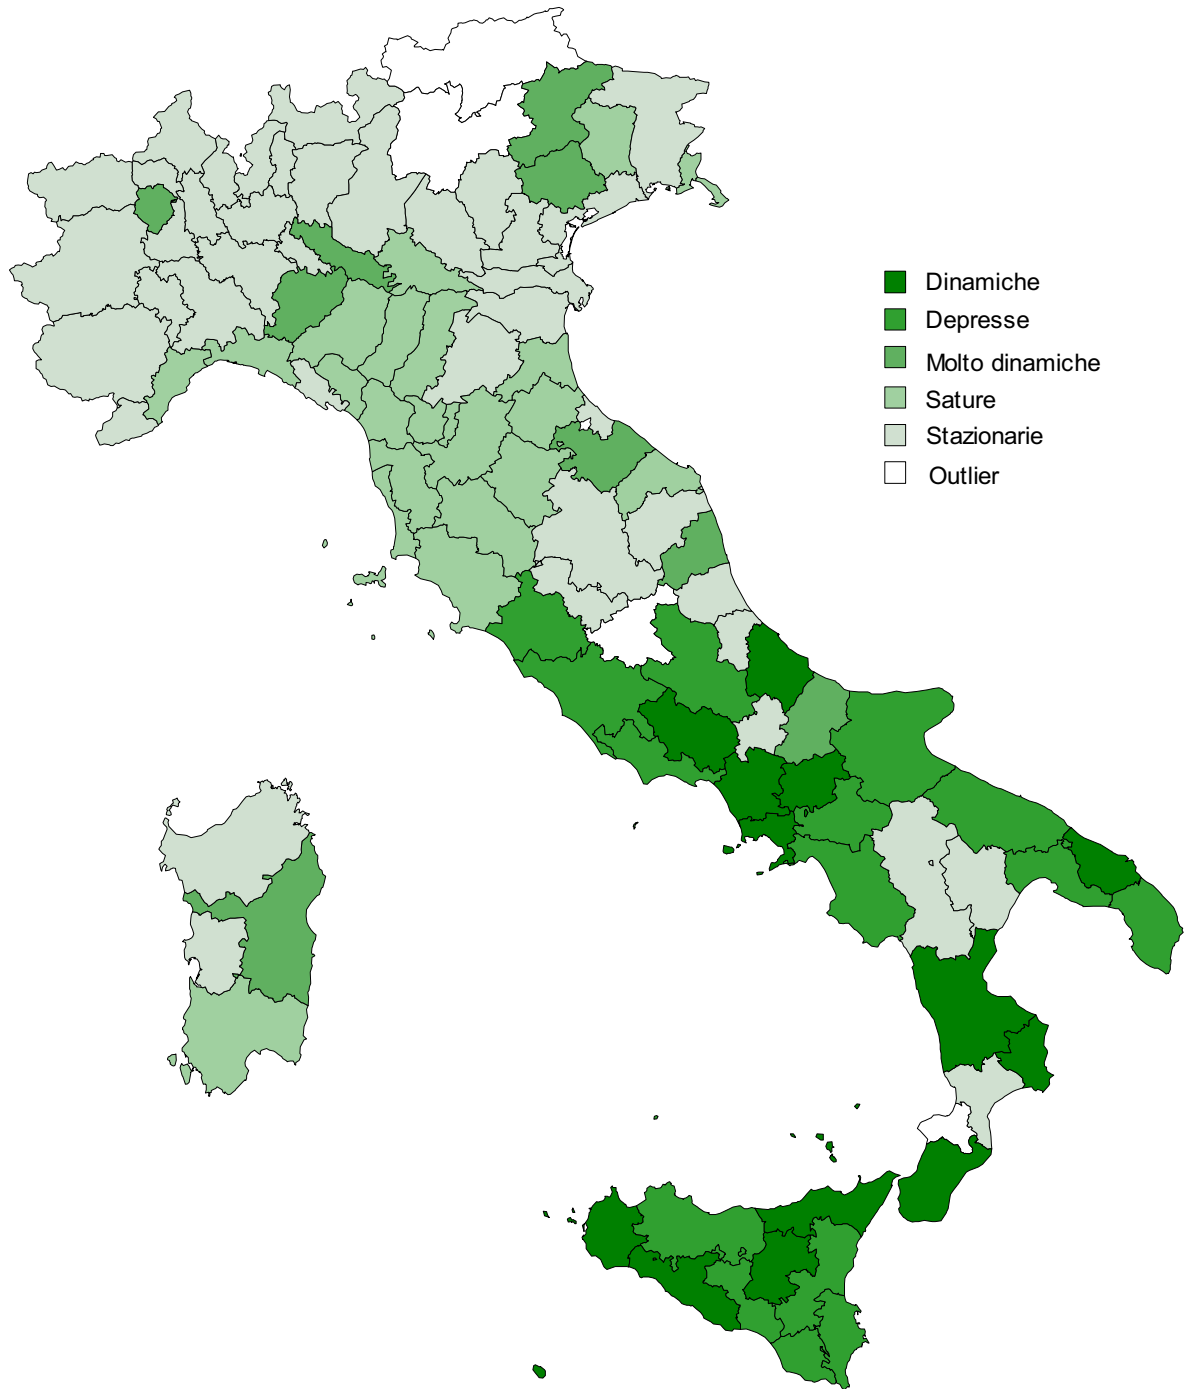 Dinamiche
Depresse
Molto dinamiche
Sature
Stazionarie
Outlier